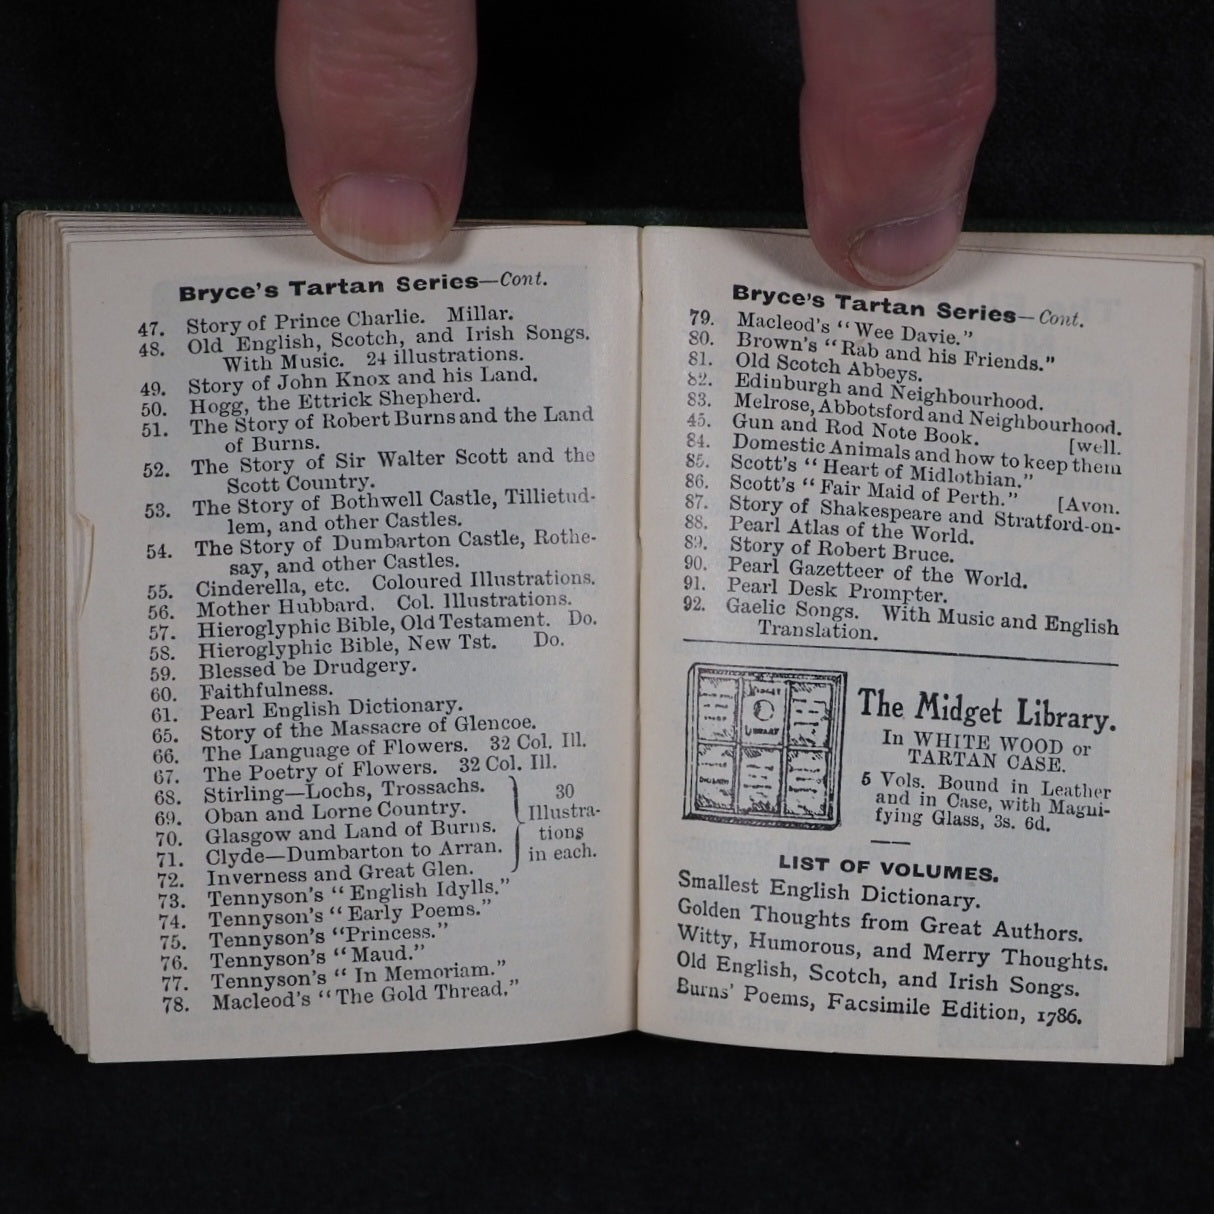 Bryce's Tartan Series—Cont.
47. Story of Prince Charlie. Millar.
48. Old English, Scotch, and Irish Songs.
With Music. 24 illustrations.
49. Story of John Knox and his Land.
50. Hogg, the Ettrick Shepherd.
51. The Story of Robert Burns and the Land
of Burns.
52. The Story of Sir Walter Scott and the
Scott Country.
53. The Story of Bothwell Castle, Tillietud-
lem, and other Castles.
54. The Story of Dumbarton Castle, Rothe-
say, and other Castles.
55. Cinderella, etc. Coloured Illustrations.
56. Mother Hubbard. Col. Illustrations.
57. Hieroglyphic Bible, Old Testament. Do.
58. Hieroglyphic Bible, New Tst. Do.
59. Blessed be Drudgery.
60. Faithfulness.
61. Pearl English Dictionary.
65. Story of the Massacre of Glencoe.
66. The Language of Flowers. 32 Col. Ill.
67. The Poetry of Flowers. 32 Col. Ill.
68. Stirling—Lochs, Trossachs.
69. Oban and Lorne Country.
70. Glasgow and Land of Burns.
71. Clyde—Dumbarton to Arran.
72. Inverness and Great Glen.
30
Illustra-
tions
in each.
73. Tennyson's "English Idylls."
74. Tennyson's "Early Poems."
75. Tennyson's "Princess."
76. Tennyson's "Maud."
77. Tennyson's "In Memoriam."
78. Macleod's "The Gold Thread."
Bryce's Tartan Series—Cont.
79. Macleod's "Wee Davie."
80. Brown's "Rab and his Friends."
81. Old Scotch Abbeys.
82. Edinburgh and Neighbourhood.
83. Melrose, Abbotsford and Neighbourhood.
45. Gun and Rod Note Book. [well.
84. Domestic Animals and how to keep them
85. Scott's "Heart of Midlothian."
86. Scott's "Fair Maid of Perth." [Avon.
87. Story of Shakespeare and Stratford-on-
88. Pearl Atlas of the World.
89. Story of Robert Bruce.
90. Pearl Gazetteer of the World.
91. Pearl Desk Prompter.
92. Gaelic Songs. With Music and English
Translation.
LIBRARY
The Midget Library.
In WHITE WOOD or
TARTAN CASE.
5 Vols. Bound in Leather
and in Case, with Magni-
fying Glass, 3s. 6d.
LIST OF VOLUMES.
Smallest English Dictionary.
Golden Thoughts from Great Authors.
Witty, Humorous, and Merry Thoughts.
Old English, Scotch, and Irish Songs.
Burns' Poems, Facsimile Edition, 1786.